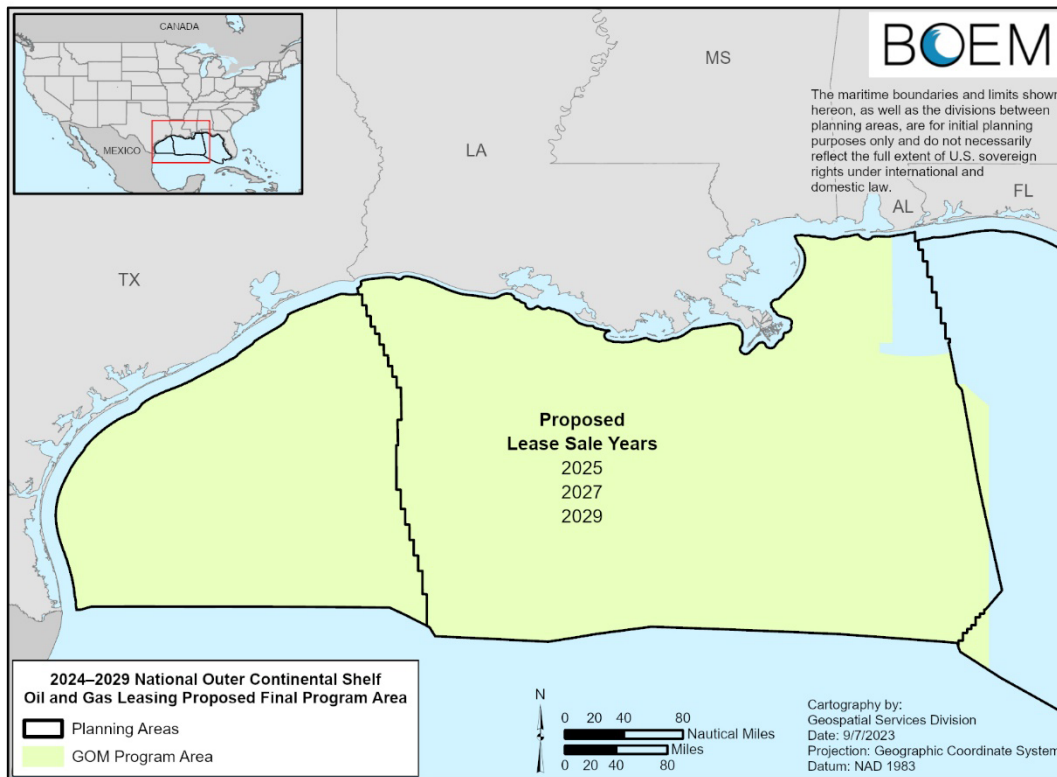 CANADA
MEXICO
BOEM
The maritime boundaries and limits shown
hereon, as well as the divisions between
planning areas, are for initial planning
purposes only and do not necessarily
reflect the full extent of U.S. sovereign
rights under international and
domestic law.
MS
LA
AL
FL
TX
Proposed
Lease Sale Years
2025
2027
2029
2024–2029 National Outer Continental Shelf
Oil and Gas Leasing Proposed Final Program Area
Planning Areas
GOM Program Area
N
0 20 40 80
Nautical Miles
Miles
0 20 40 80
Cartography by:
Geospatial Services Division
Date: 9/7/2023
Projection: Geographic Coordinate System
Datum: NAD 1983